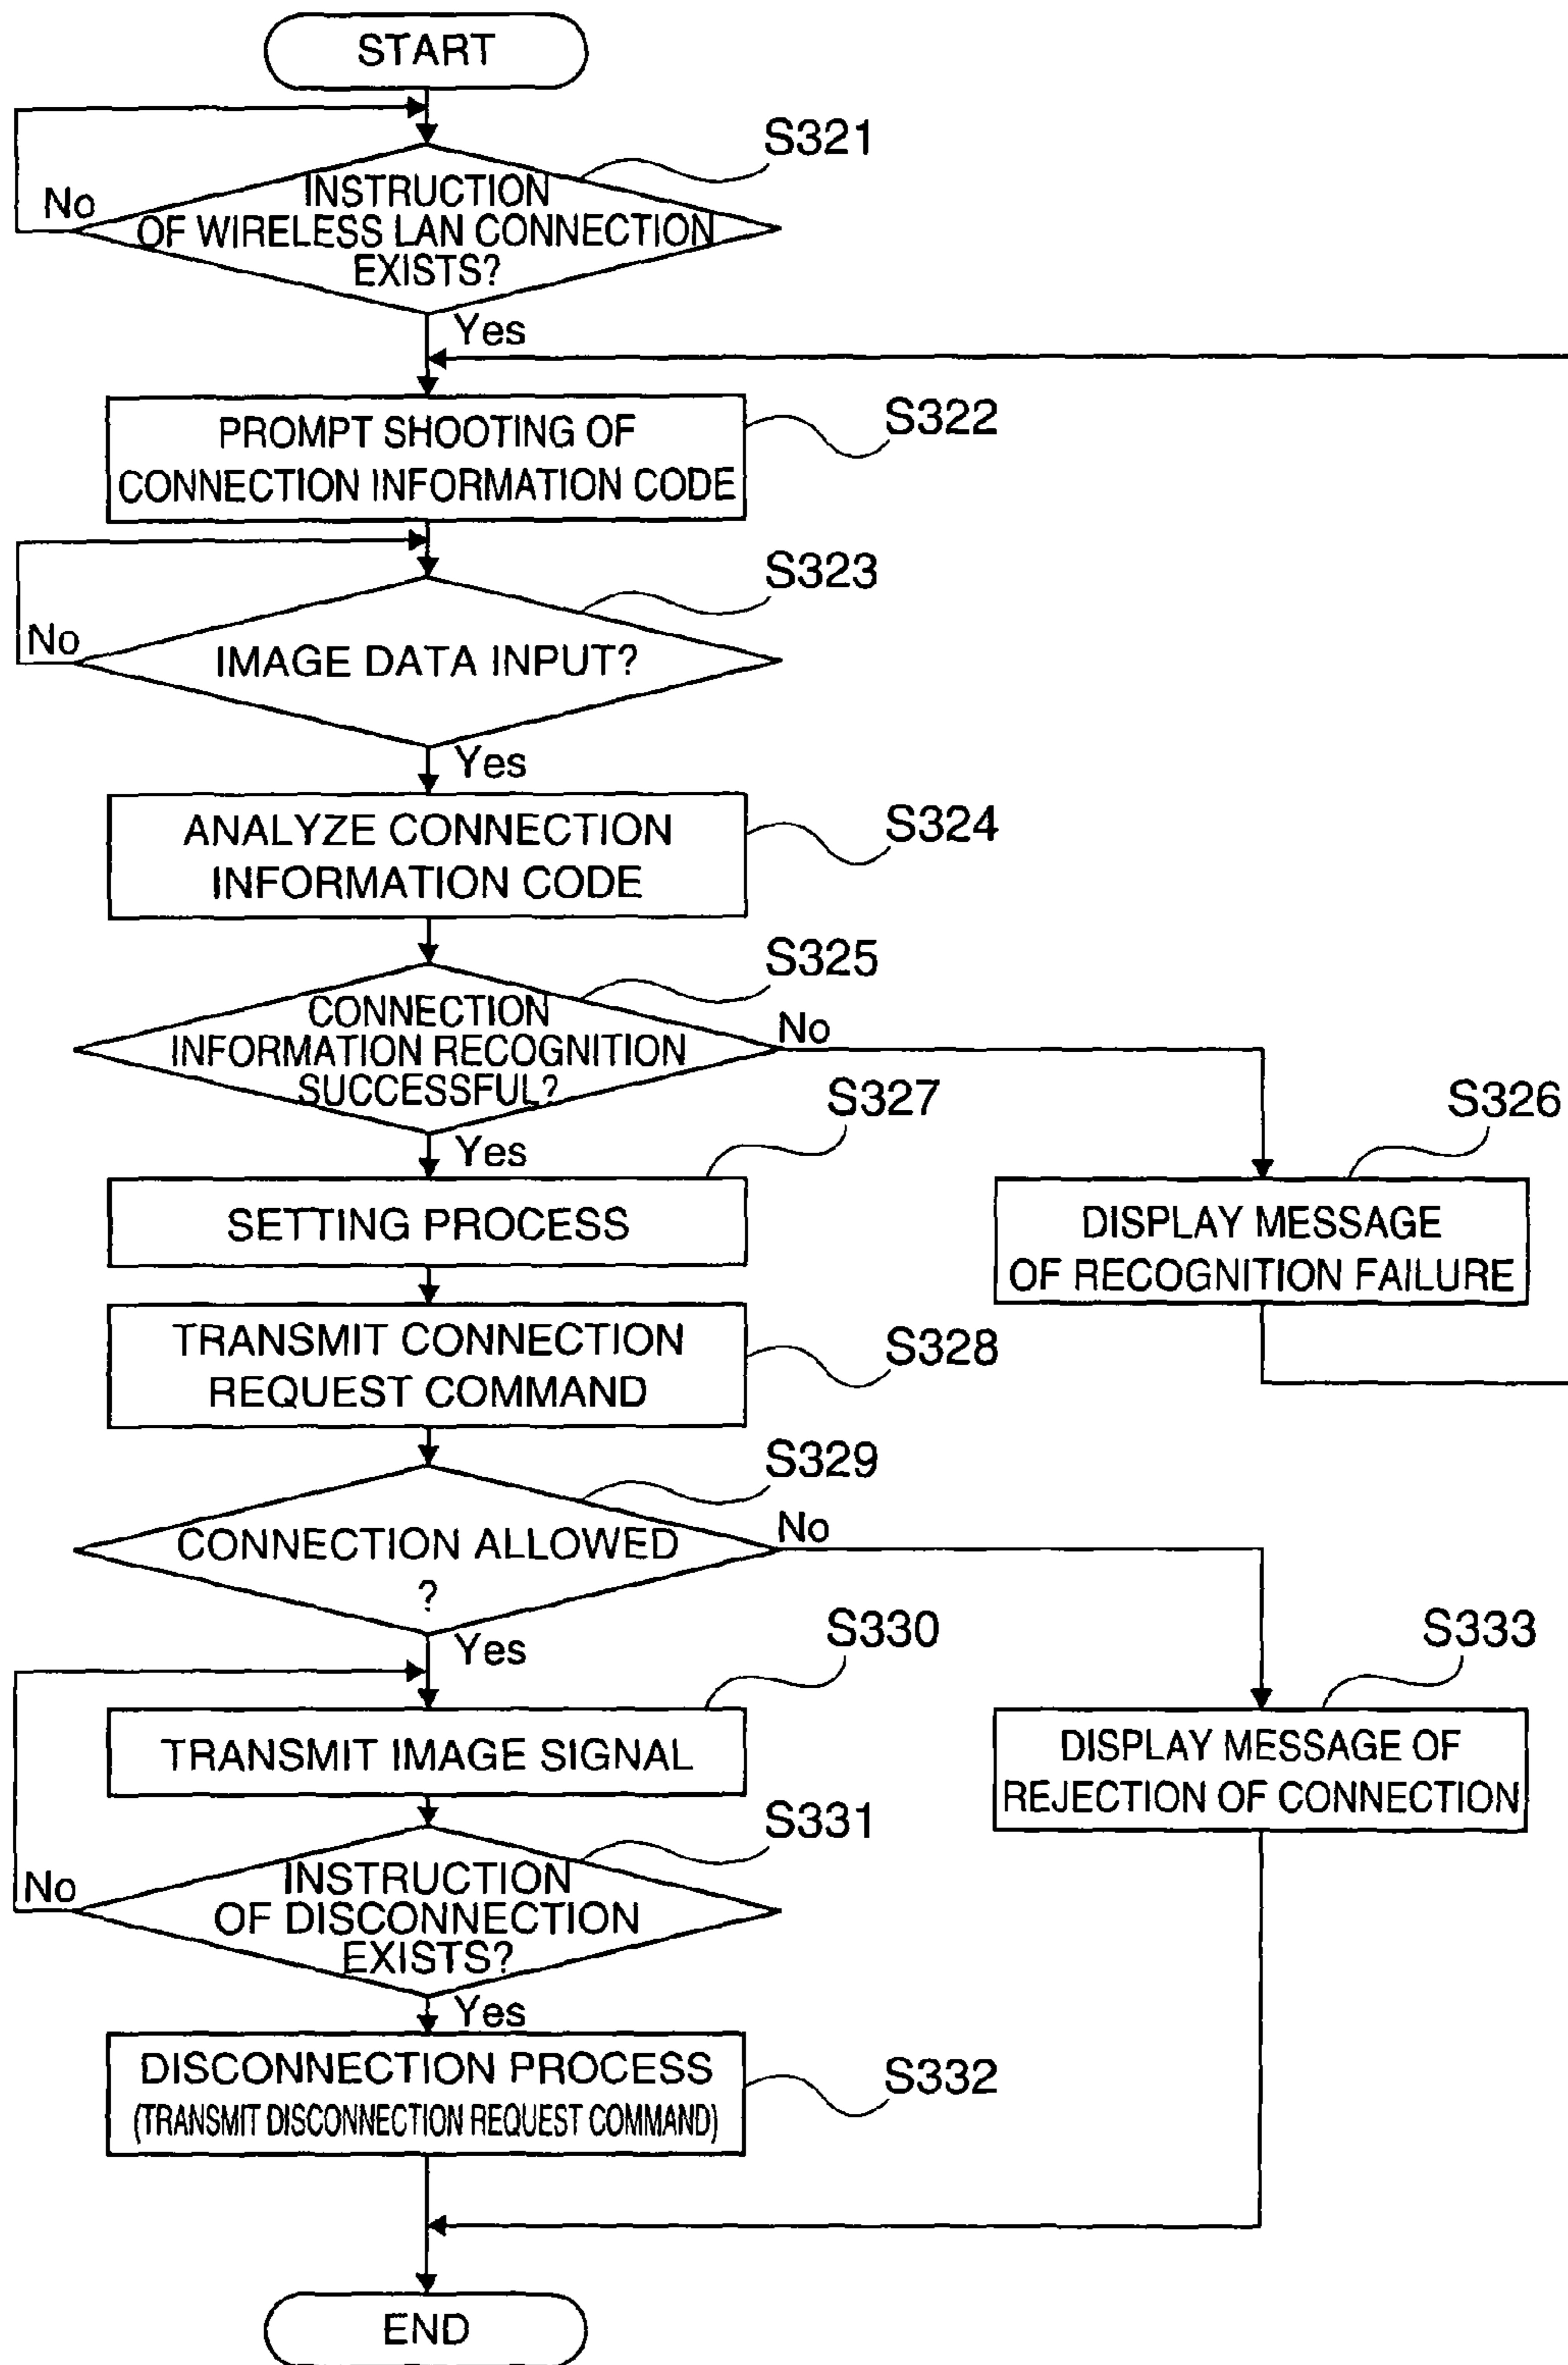 START
S321
No
INSTRUCTION
OF WIRELESS LAN CONNECTION
EXISTS?
Yes
S322
PROMPT SHOOTING OF
CONNECTION INFORMATION CODE
S323
No
IMAGE DATA INPUT?
Yes
S324
ANALYZE CONNECTION
INFORMATION CODE
S325
CONNECTION
INFORMATION RECOGNITION
SUCCESSFUL?
No
Yes
S327
S326
SETTING PROCESS
DISPLAY MESSAGE
OF RECOGNITION FAILURE
S328
TRANSMIT CONNECTION
REQUEST COMMAND
S329
CONNECTION ALLOWED
?
No
Yes
S330
S333
TRANSMIT IMAGE SIGNAL
DISPLAY MESSAGE OF
REJECTION OF CONNECTION
S331
No
INSTRUCTION
OF DISCONNECTION
EXISTS?
Yes
S332
DISCONNECTION PROCESS
(TRANSMIT DISCONNECTION REQUEST COMMAND)
END